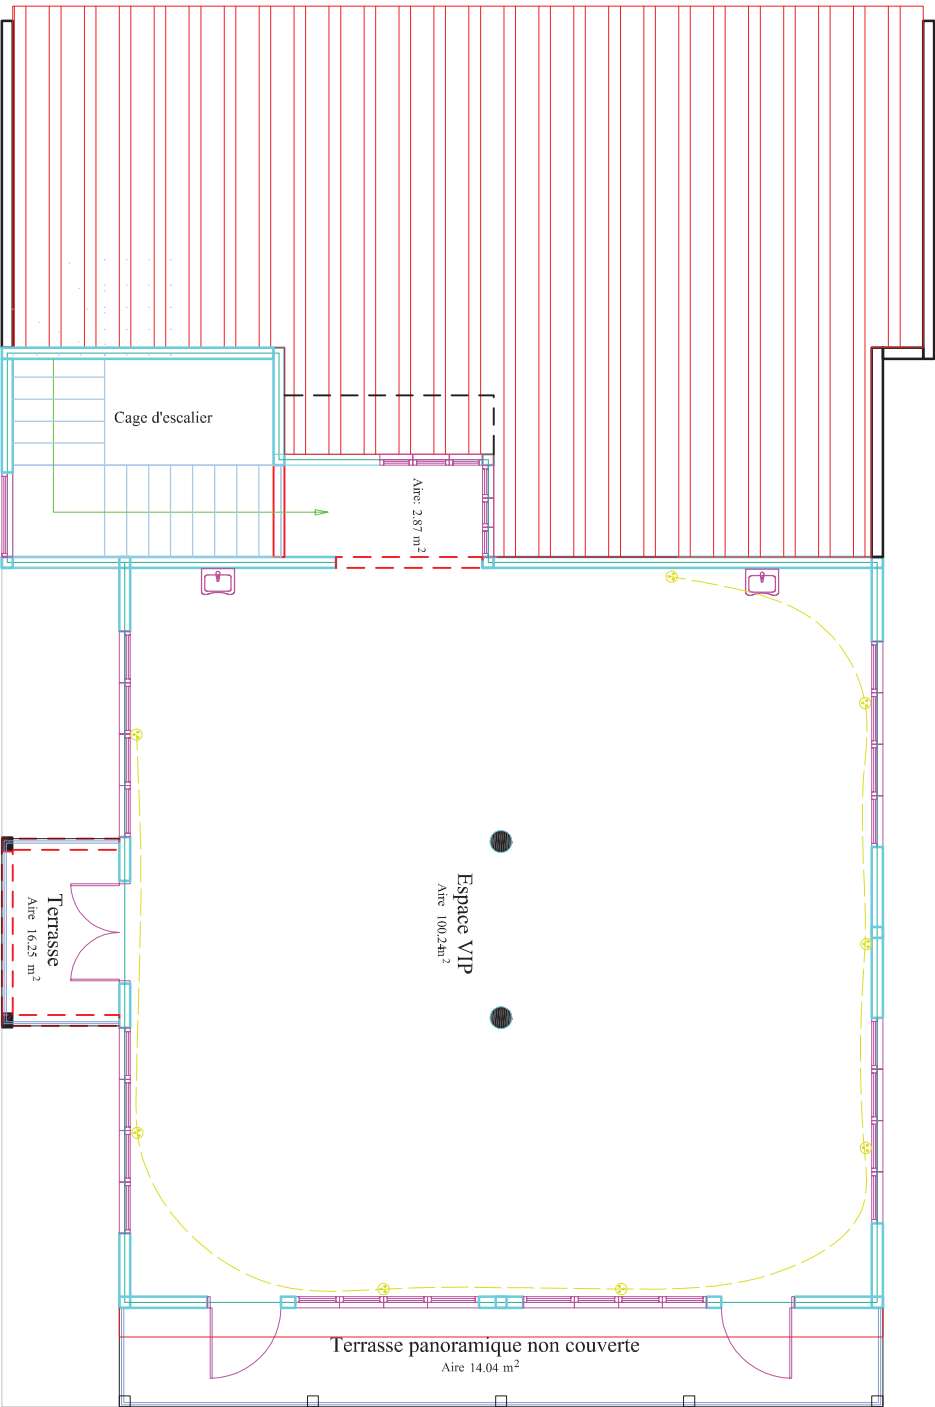 Cage d'escalier
Aire: 2.87 m²
Espace VIP
Aire 100.24m²
Terrasse
Aire 16.25 m²
Terrasse panoramique non couverte
Aire 14.04 m²